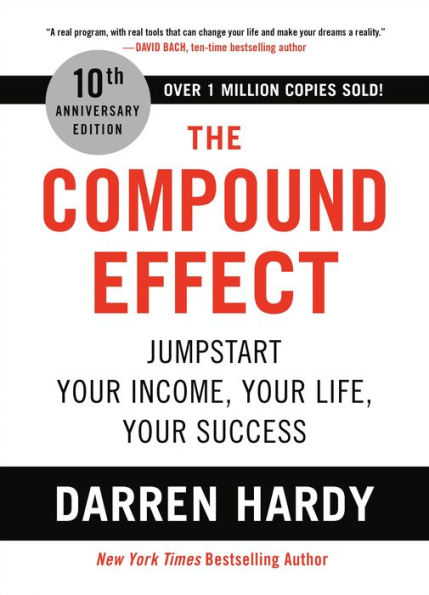 “A real program, with real tools that can change your life and make your dreams a reality.”
—DAVID BACH, ten-time bestselling author
10th
ANNIVERSARY
EDITION
OVER 1 MILLION COPIES SOLD!
THE
COMPOUND
EFFECT
JUMPSTART
YOUR INCOME, YOUR LIFE,
YOUR SUCCESS
DARREN HARDY
New York Times Bestselling Author